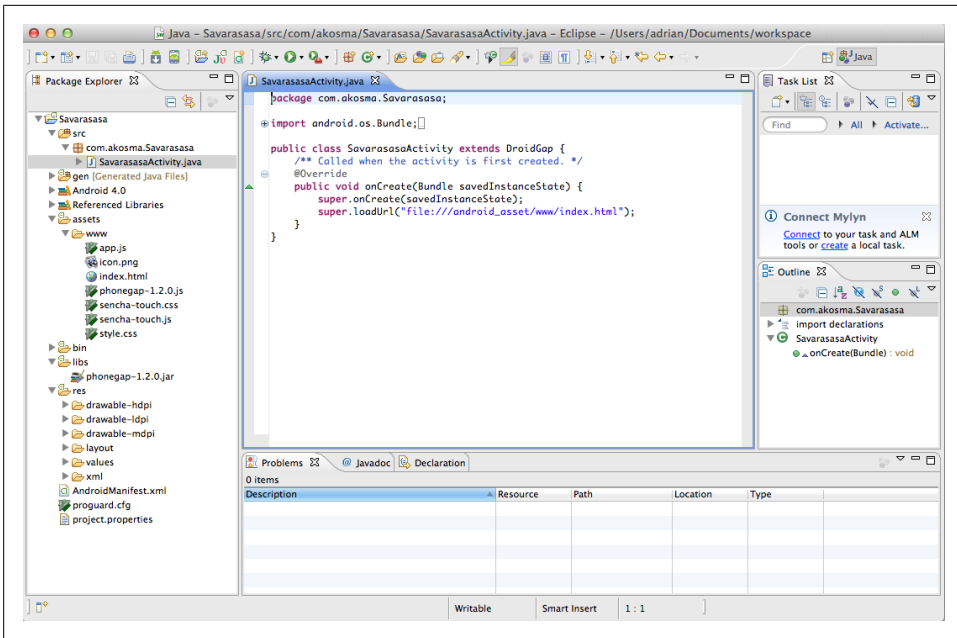 Java – Savarasasa/src/com/akosma/Savarasasa/SavarasasaActivity.java – Eclipse – /Users/adrian/Documents/workspace
Java
Package Explorer
Savarasasa
src
com.akosma.Savarasasa
SavarasasaActivity.java
gen [Generated Java Files]
Android 4.0
Referenced Libraries
assets
www
app.js
icon.png
index.html
phonegap-1.2.0.js
sencha-touch.css
sencha-touch.js
style.css
bin
libs
phonegap-1.2.0.jar
res
drawable-hdpi
drawable-ldpi
drawable-mdpi
layout
values
xml
AndroidManifest.xml
proguard.cfg
project.properties
SavarasasaActivity.java
package com.akosma.Savarasasa;
import android.os.Bundle;
public class SavarasasaActivity extends DroidGap {
/** Called when the activity is first created. */
@Override
public void onCreate(Bundle savedInstanceState) {
super.onCreate(savedInstanceState);
super.loadUrl("file:///android_asset/www/index.html");
}
}
Task List
Find All Activate...
Connect Mylyn
Connect to your task and ALM
tools or create a local task.
Outline
com.akosma.Savarasasa
import declarations
SavarasasaActivity
onCreate(Bundle) : void
Problems @ Javadoc Declaration
0 items
Description Resource Path Location Type
Writable Smart Insert 1 : 1